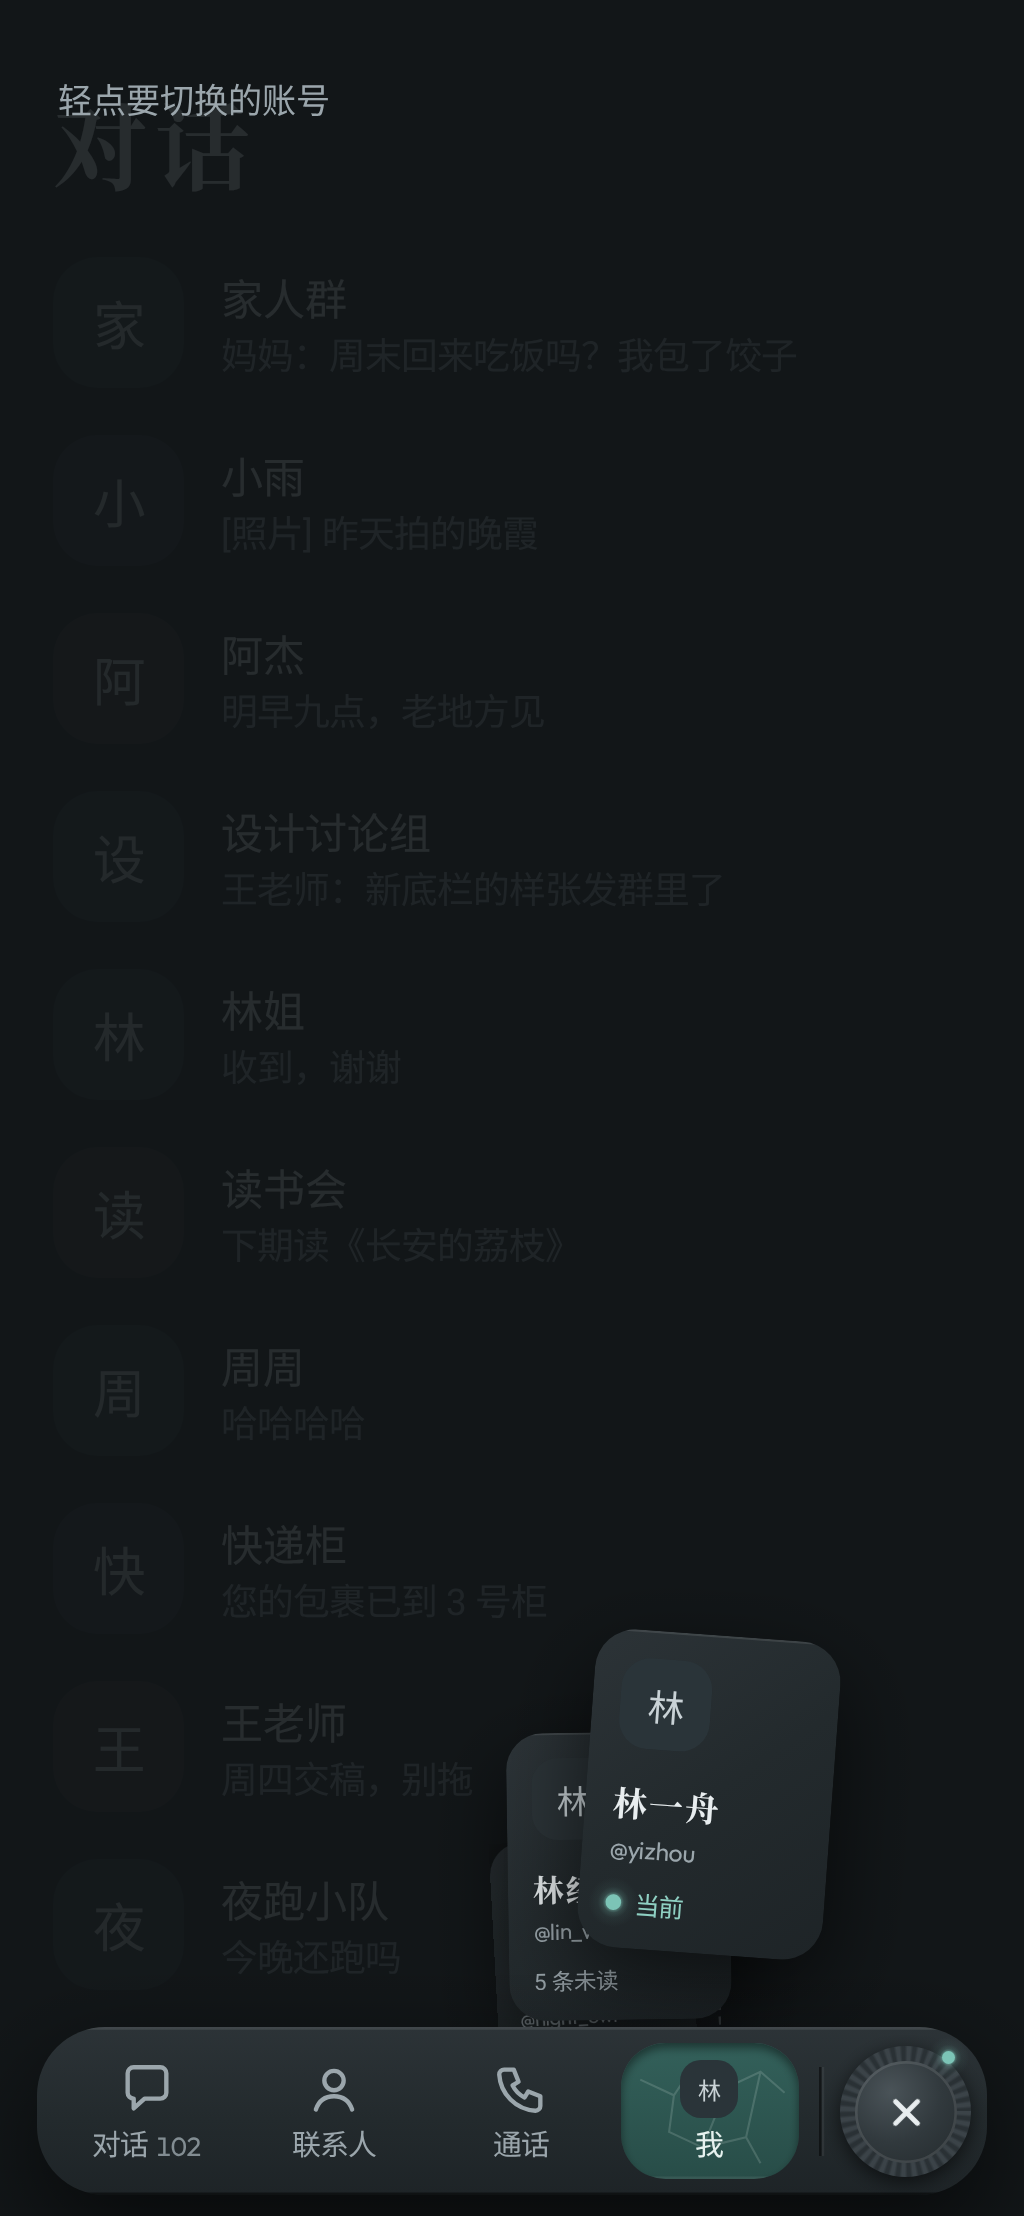 轻点要切换的账号
对话
家
家人群
妈妈：周末回来吃饭吗？我包了饺子
小
小雨
[照片] 昨天拍的晚霞
阿
阿杰
明早九点，老地方见
设
设计讨论组
王老师：新底栏的样张发群里了
林
林姐
收到，谢谢
读
读书会
下期读《长安的荔枝》
周
周周
哈哈哈哈
快
快递柜
您的包裹已到 3 号柜
王
王老师
周四交稿，别拖
夜
夜跑小队
今晚还跑吗
林
林一舟
@yizhou
当前
林
林
@lin_
5 条未读
林
对话 102
联系人
通话
我